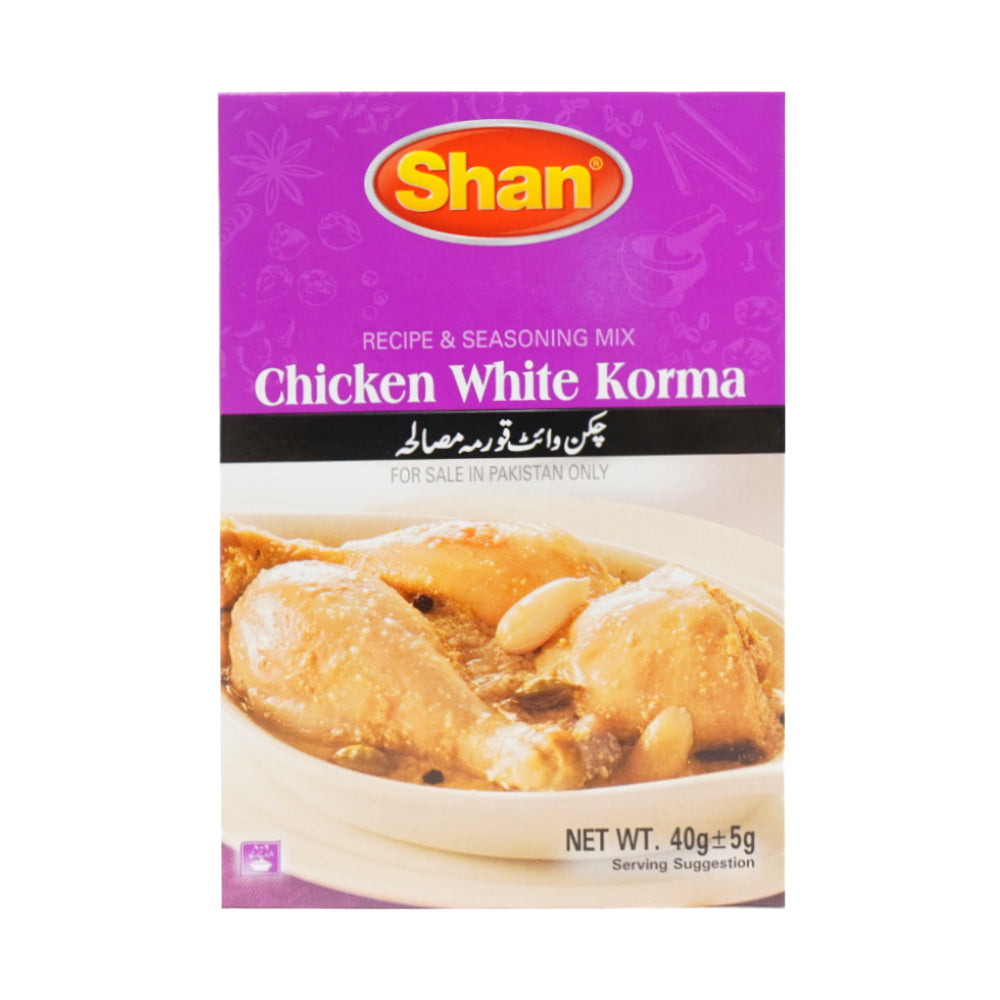 Shan®
RECIPE & SEASONING MIX
Chicken White Korma
چکن وائٹ قورمہ مصالحہ
FOR SALE IN PAKISTAN ONLY
NET WT. 40g±5g
Serving Suggestion